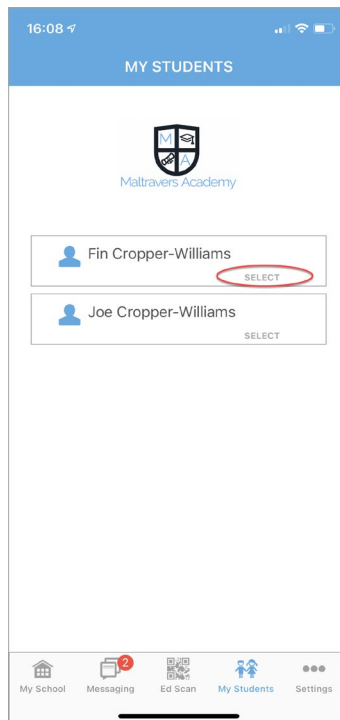 16:08
MY STUDENTS
M
A
Maltravers Academy
Fin Cropper-Williams
SELECT
Joe Cropper-Williams
SELECT
2
My School Messaging Ed Scan My Students Settings